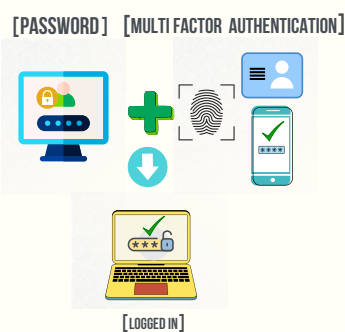 [PASSWORD] [MULTI FACTOR AUTHENTICATION]
****
***
[LOGGED IN]